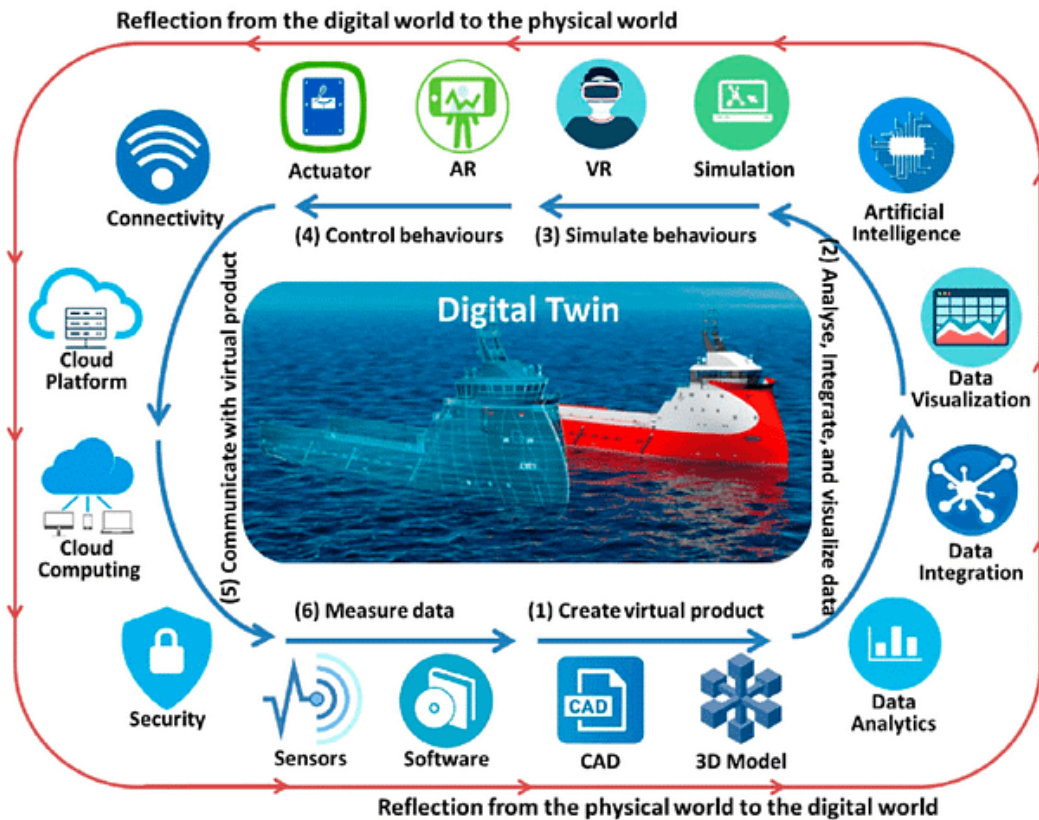 Reflection from the digital world to the physical world
Actuator
AR
VR
Simulation
Connectivity
Artificial
Intelligence
(4) Control behaviours
(3) Simulate behaviours
(2) Analyse, Integrate, and visualize data
Digital Twin
Cloud
Platform
Data
Visualization
(5) Communicate with virtual product
Cloud
Computing
Data
Integration
(6) Measure data
(1) Create virtual product
Security
Sensors
Software
CAD
CAD
3D Model
Data
Analytics
Reflection from the physical world to the digital world